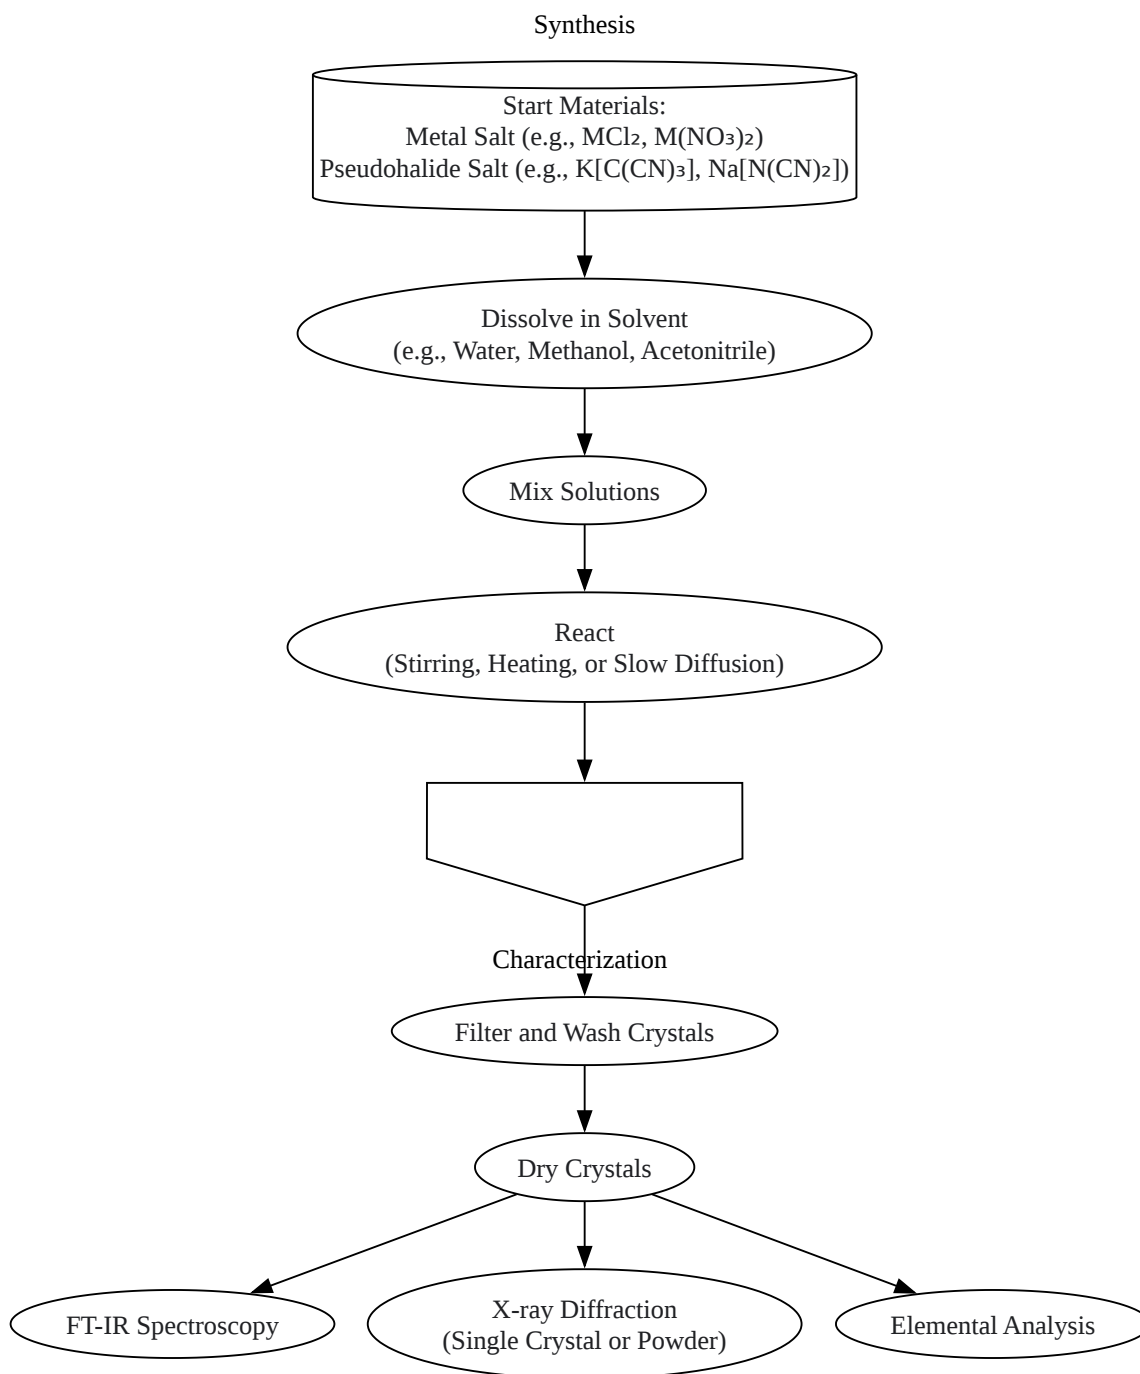 Synthesis
Start Materials:
Metal Salt (e.g., MCl₂, M(NO₃)₂)
Pseudohalide Salt (e.g., K[C(CN)₃], Na[N(CN)₂])
Dissolve in Solvent
(e.g., Water, Methanol, Acetonitrile)
Mix Solutions
React
(Stirring, Heating, or Slow Diffusion)
Characterization
Filter and Wash Crystals
Dry Crystals
FT-IR Spectroscopy
X-ray Diffraction
(Single Crystal or Powder)
Elemental Analysis